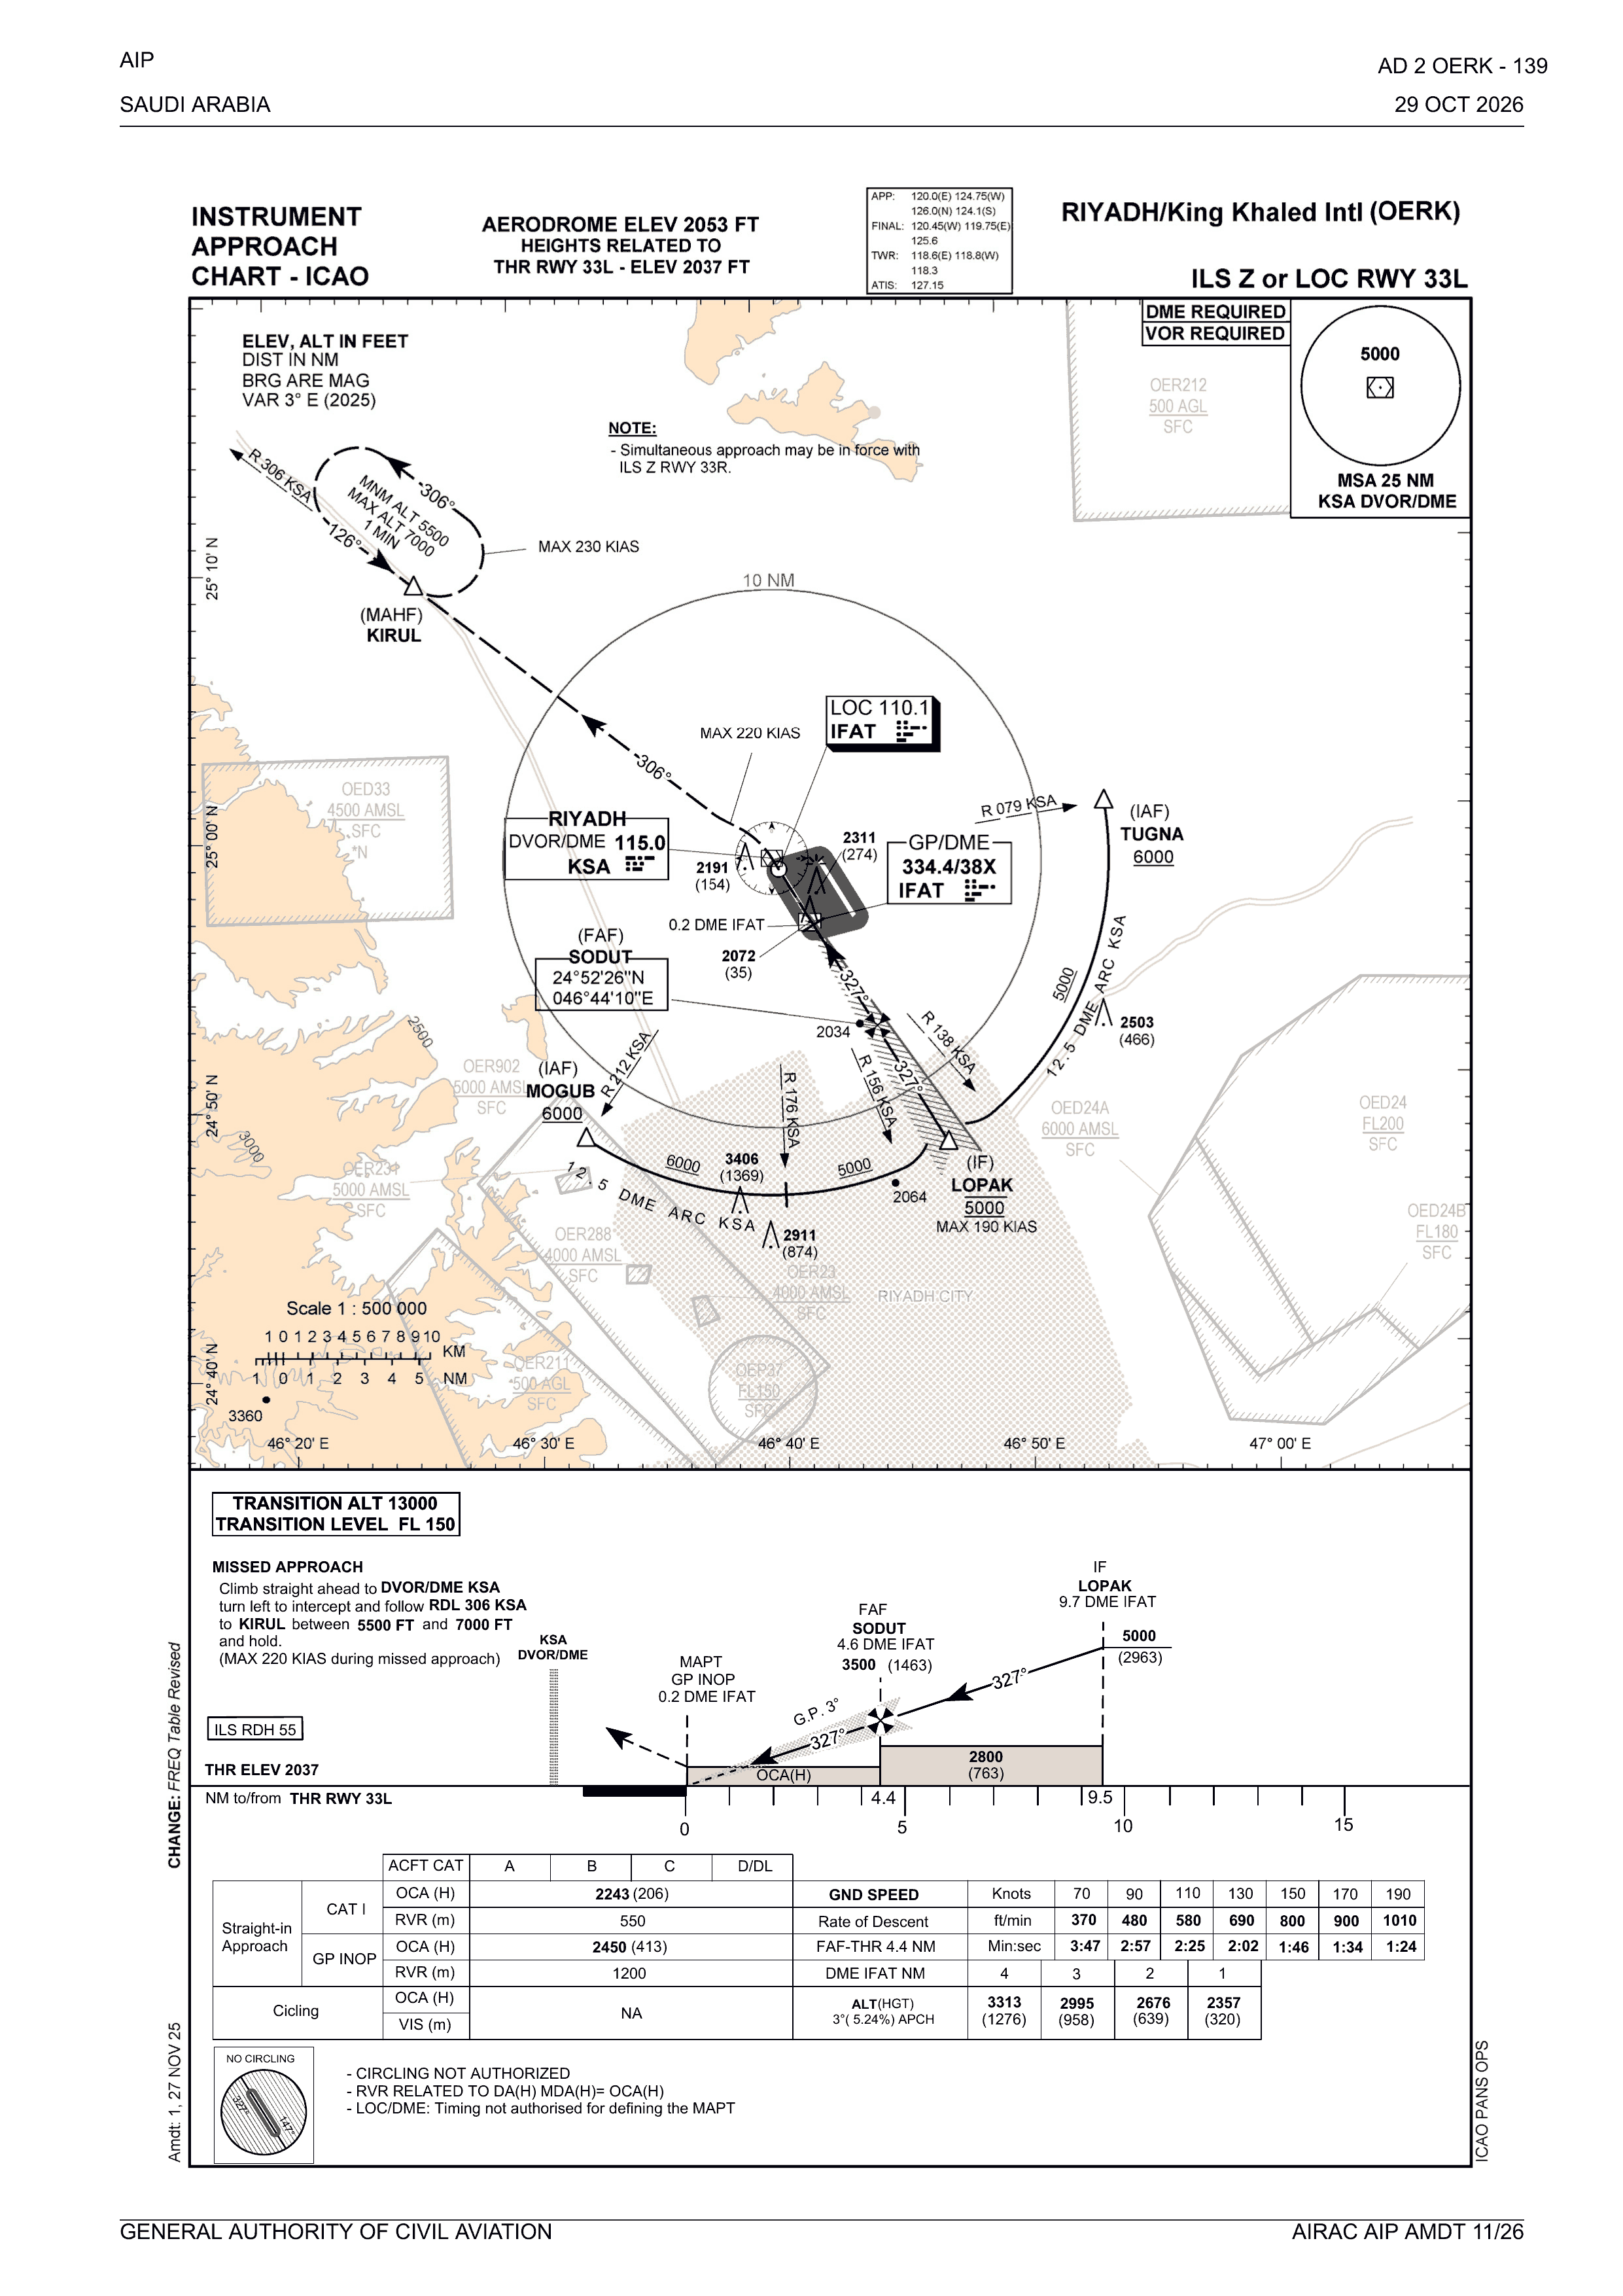 AIP
AD 2 OERK - 139
SAUDI ARABIA
29 OCT 2026
INSTRUMENT
APPROACH
CHART - ICAO
AERODROME ELEV 2053 FT
HEIGHTS RELATED TO
THR RWY 33L - ELEV 2037 FT
APP: 120.0(E) 124.75(W)
126.0(N) 124.1(S)
FINAL: 120.45(W) 119.75(E)
125.6
TWR: 118.6(E) 118.8(W)
118.3
ATIS: 127.15
RIYADH/King Khaled Intl (OERK)
ILS Z or LOC RWY 33L
ELEV, ALT IN FEET
DIST IN NM
BRG ARE MAG
VAR 3° E (2025)
NOTE:
- Simultaneous approach may be in force with
ILS Z RWY 33R.
DME REQUIRED
VOR REQUIRED
5000
MSA 25 NM
KSA DVOR/DME
OER212
500 AGL
SFC
R 306 KSA
306°
MNM ALT 5500
MAX ALT 7000
1 MIN
126°
MAX 230 KIAS
(MAHF)
KIRUL
25° 10' N
10 NM
LOC 110.1
IFAT
MAX 220 KIAS
306°
OED33
4500 AMSL
SFC
*N
25° 00' N
RIYADH
DVOR/DME 115.0
KSA
2191
(154)
2311
(274)
GP/DME
334.4/38X
IFAT
R 079 KSA
(IAF)
TUGNA
6000
0.2 DME IFAT
2072
(35)
(FAF)
SODUT
24°52'26"N
046°44'10"E
327°
2034
R 138 KSA
5000
12.5 DME ARC KSA
2503
(466)
2500
OER902
5000 AMSL
SFC
(IAF)
MOGUB
6000
R 212 KSA
R 176 KSA
R 156 KSA
327°
24° 50' N
3000
OER231
5000 AMSL
SFC
6000
3406
(1369)
5000
12.5 DME ARC KSA
2064
(IF)
LOPAK
5000
MAX 190 KIAS
2911
(874)
OED24A
6000 AMSL
SFC
OED24
FL200
SFC
OED24B
FL180
SFC
OER288
4000 AMSL
SFC
OER23
4000 AMSL
SFC
RIYADH CITY
Scale 1 : 500 000
1 0 1 2 3 4 5 6 7 8 9 10
KM
1 0 1 2 3 4 5 NM
OER211
500 AGL
SFC
OEP37
FL150
SFC
24° 40' N
3360
46° 20' E
46° 30' E
46° 40' E
46° 50' E
47° 00' E
TRANSITION ALT 13000
TRANSITION LEVEL FL 150
MISSED APPROACH
Climb straight ahead to DVOR/DME KSA
turn left to intercept and follow RDL 306 KSA
to KIRUL between 5500 FT and 7000 FT
and hold.
(MAX 220 KIAS during missed approach)
KSA
DVOR/DME
MAPT
GP INOP
0.2 DME IFAT
FAF
SODUT
4.6 DME IFAT
3500 (1463)
IF
LOPAK
9.7 DME IFAT
5000
(2963)
327°
G.P. 3°
327°
ILS RDH 55
THR ELEV 2037
OCA(H)
2800
(763)
NM to/from THR RWY 33L
4.4
9.5
0
5
10
15
ACFT CAT A B C D/DL
Straight-in
Approach
CAT I
OCA (H) 2243 (206)
RVR (m) 550
GP INOP
OCA (H) 2450 (413)
RVR (m) 1200
Cicling
OCA (H)
VIS (m)
NA
GND SPEED Knots 70 90 110 130 150 170 190
Rate of Descent ft/min 370 480 580 690 800 900 1010
FAF-THR 4.4 NM Min:sec 3:47 2:57 2:25 2:02 1:46 1:34 1:24
DME IFAT NM 4 3 2 1
ALT(HGT)
3°( 5.24%) APCH
3313 2995 2676 2357
(1276) (958) (639) (320)
NO CIRCLING
327°
147°
- CIRCLING NOT AUTHORIZED
- RVR RELATED TO DA(H) MDA(H)= OCA(H)
- LOC/DME: Timing not authorised for defining the MAPT
CHANGE: FREQ Table Revised
Amdt: 1, 27 NOV 25
ICAO PANS OPS
GENERAL AUTHORITY OF CIVIL AVIATION
AIRAC AIP AMDT 11/26